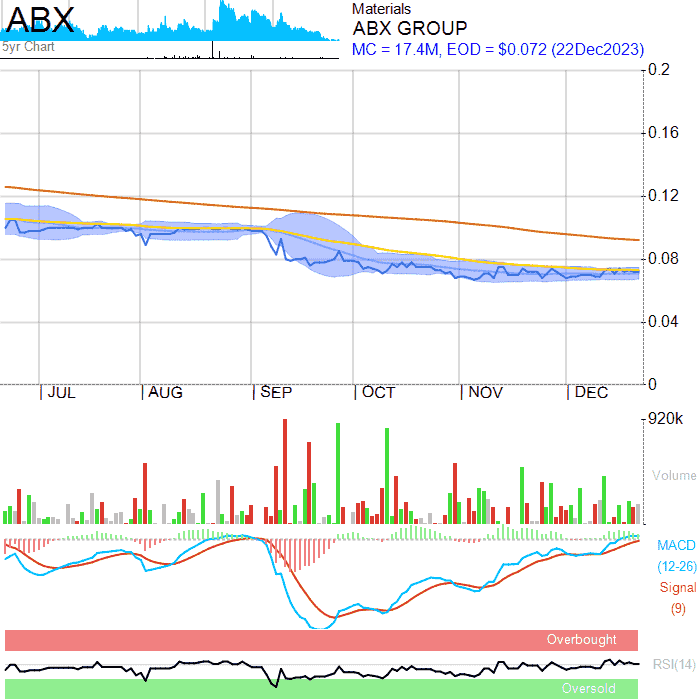 ABX
5yr Chart
Materials
ABX GROUP
MC = 17.4M, EOD = $0.072 (22Dec2023)
0.2
0.16
0.12
0.08
0.04
0
| JUL | AUG | SEP | OCT | NOV | DEC
920k
Volume
MACD
(12-26)
Signal
(9)
Overbought
RSI(14)
Oversold